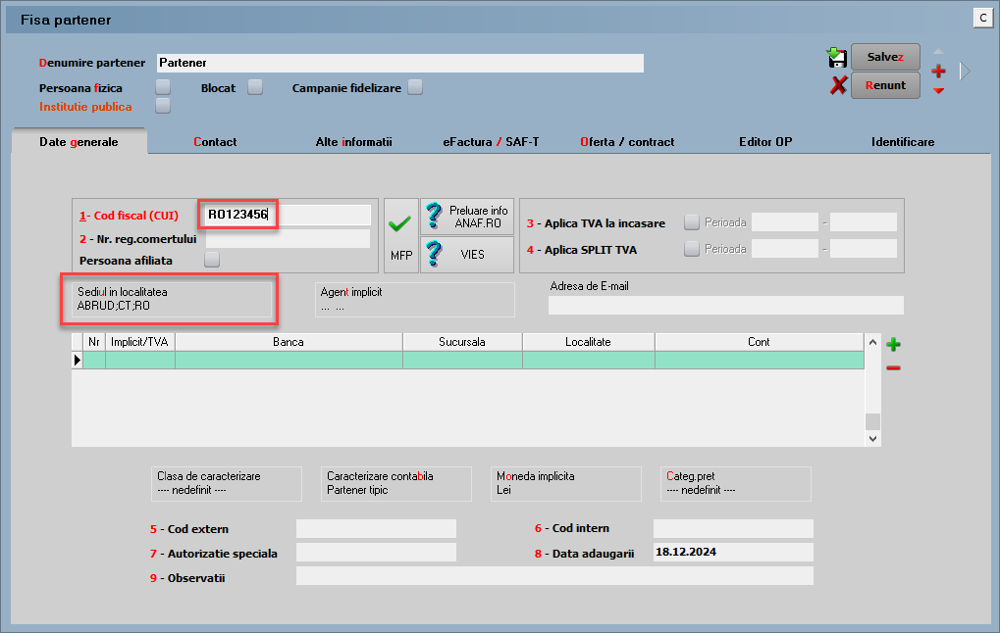 Fisa partener
C
Denumire partener Partener
Salvez
Persoana fizica Blocat Campanie fidelizare
Renunt
Institutie publica
Date generale Contact Alte informatii eFactura / SAF-T Oferta / contract Editor OP Identificare
1- Cod fiscal (CUI) RO123456
2 - Nr. reg.comertului
Persoana afiliata
MFP
Preluare info
ANAF.RO
VIES
3 - Aplica TVA la incasare Perioada -
4 - Aplica SPLIT TVA Perioada -
Sediul in localitatea
ABRUD;CT;RO
Agent implicit
... ...
Adresa de E-mail
Nr Implicit/TVA Banca Sucursala Localitate Cont
Clasa de caracterizare
---- nedefinit ----
Caracterizare contabila
Partener tipic
Moneda implicita
Lei
Categ.pret
---- nedefinit ----
5 - Cod extern
6 - Cod intern
7 - Autorizatie speciala
8 - Data adaugarii 18.12.2024
9 - Observatii